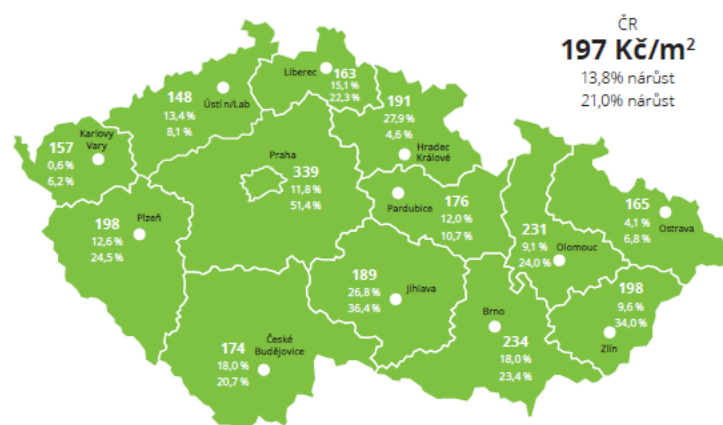 ČR
197 Kč/m²
13,8% nárůst
21,0% nárůst
Liberec
163
15,1 %
22,3 %
148
Ústí n/Lab
13,4 %
8,1 %
191
27,9 %
4,6 %
Hradec
Králové
157
Karlovy
Vary
0,6 %
6,2 %
Praha
339
11,8 %
51,4 %
Pardubice
176
12,0 %
10,7 %
165
4,1 %
6,8 %
Ostrava
198
Plzeň
12,6 %
24,5 %
231
9,1 %
Olomouc
24,0 %
189
26,8 %
Jihlava
36,4 %
198
9,6 %
34,0 %
Zlín
Brno
234
18,0 %
23,4 %
174
České
Budějovice
18,0 %
20,7 %